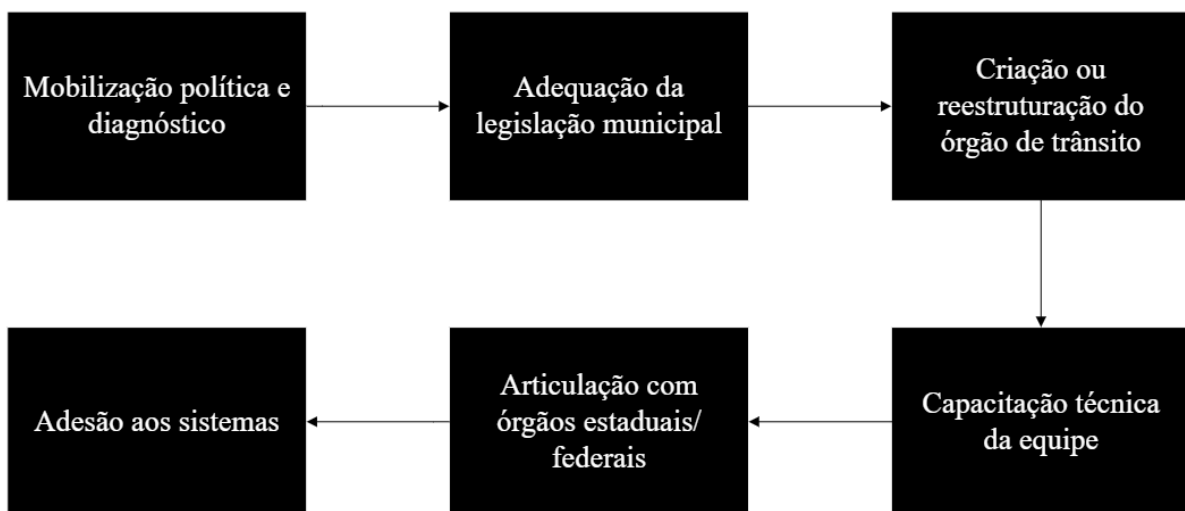 Mobilização política e
diagnóstico
Adequação da
legislação municipal
Criação ou
reestruturação do
órgão de trânsito
Capacitação técnica
da equipe
Articulação com
órgãos estaduais/
federais
Adesão aos sistemas